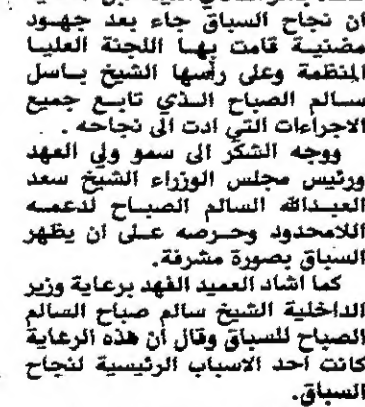 ان نجاح السباق جاء بعد جهود
مضنية قامت بها اللجنة العليا
المنظمة وعلى رأسها الشيخ باسل
سالم الصباح الذي تابع جميع
الاجراءات التي ادت الى نجاحه.
ووجه الشكر الى سمو ولي العهد
ورئيس مجلس الوزراء الشيخ سعد
العبدالله السالم الصباح لدعمه
اللامحدود وحرصه على ان يظهر
السباق بصورة مشرفة.
كما اشاد العميد الفهد برعاية وزير
الداخلية الشيخ سالم صباح السالم
الصباح للسباق وقال أن هذه الرعاية
كانت احد الاسباب الرئيسية لنجاح
السباق.